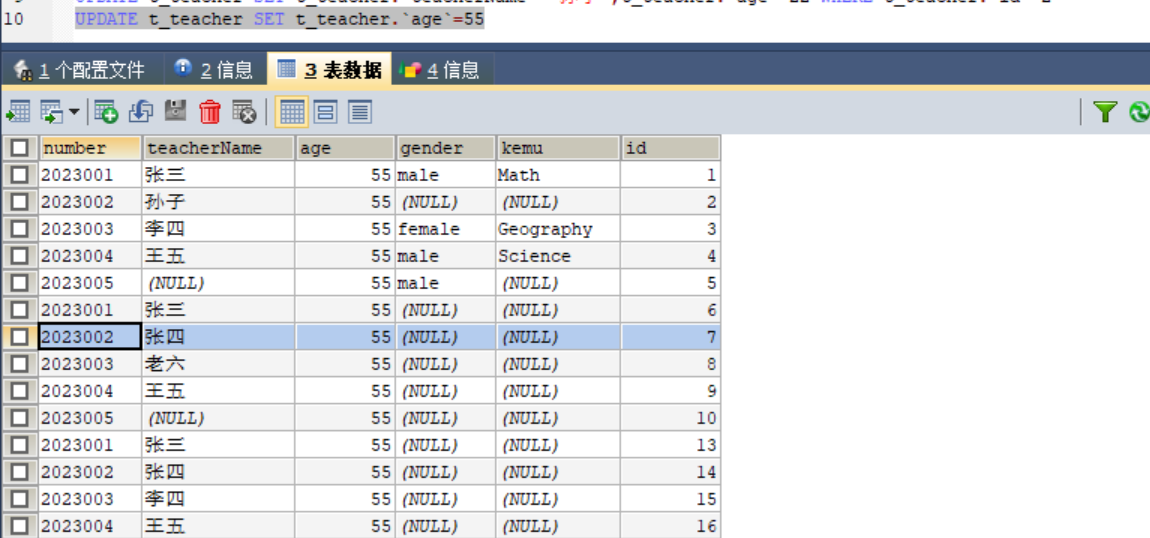 10 UPDATE t_teacher SET t_teacher.`age`=55
1 个配置文件 2 信息 3 表数据 4 信息
number teacherName age gender kemu id
2023001 张三 55 male Math 1
2023002 孙子 55 (NULL) (NULL) 2
2023003 李四 55 female Geography 3
2023004 王五 55 male Science 4
2023005 (NULL) 55 male (NULL) 5
2023001 张三 55 (NULL) (NULL) 6
2023002 张四 55 (NULL) (NULL) 7
2023003 老六 55 (NULL) (NULL) 8
2023004 王五 55 (NULL) (NULL) 9
2023005 (NULL) 55 (NULL) (NULL) 10
2023001 张三 55 (NULL) (NULL) 13
2023002 张四 55 (NULL) (NULL) 14
2023003 李四 55 (NULL) (NULL) 15
2023004 王五 55 (NULL) (NULL) 16